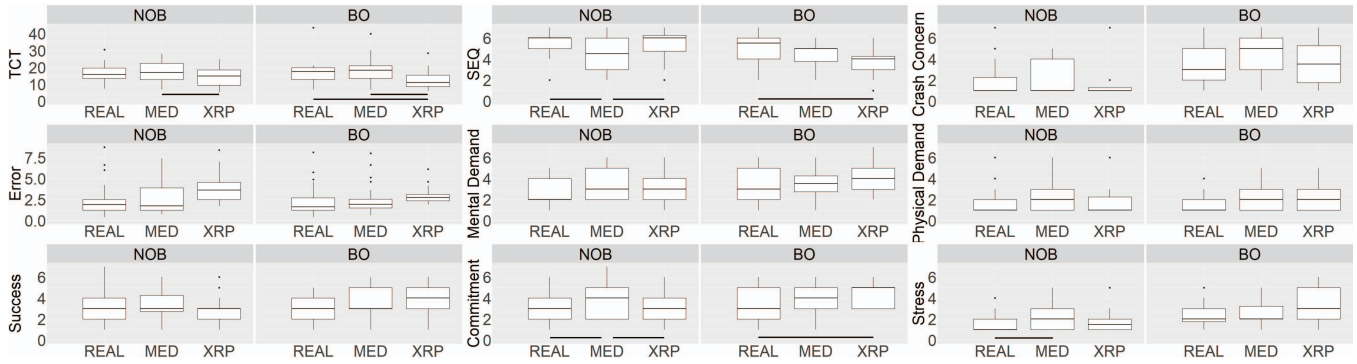 NOB BO
TCT
40
30
20
10
0
REAL MED XRP REAL MED XRP
NOB BO
SEQ
6
4
2
0
REAL MED XRP REAL MED XRP
NOB BO
Crash Concern
6
4
2
0
REAL MED XRP REAL MED XRP
NOB BO
Error
7.5
5.0
2.5
0.0
REAL MED XRP REAL MED XRP
NOB BO
Mental Demand
6
4
2
0
REAL MED XRP REAL MED XRP
NOB BO
Physical Demand
6
4
2
REAL MED XRP REAL MED XRP
NOB BO
Success
6
4
2
0
REAL MED XRP REAL MED XRP
NOB BO
Commitment
6
4
2
0
REAL MED XRP REAL MED XRP
NOB BO
Stress
6
4
2
0
REAL MED XRP REAL MED XRP